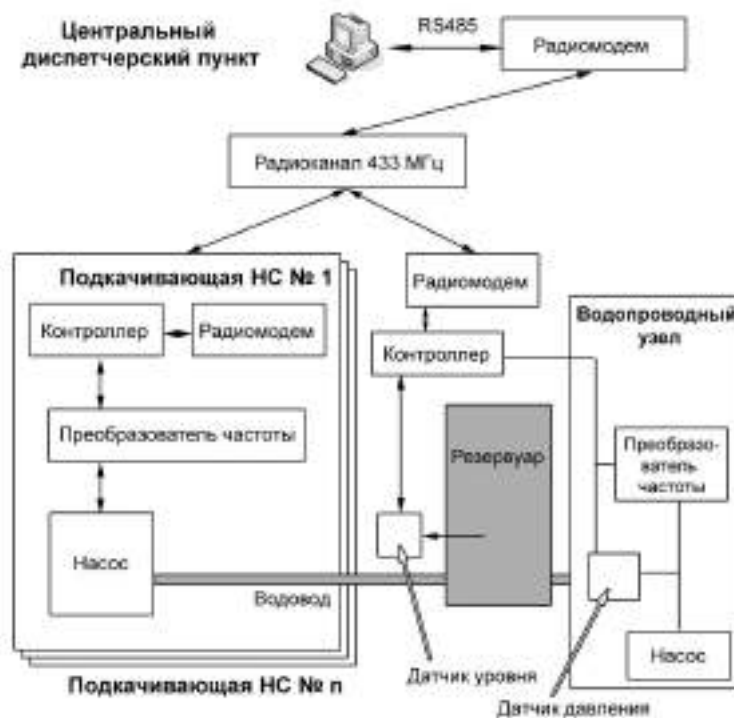 Центральный
диспетчерский пункт
RS485
Радиомодем
Радиоканал 433 МГц
Подкачивающая НС № 1
Контроллер
Радиомодем
Преобразователь частоты
Насос
Водовод
Подкачивающая НС № n
Радиомодем
Контроллер
Резервуар
Датчик уровня
Водопроводный
узел
Преобразо-
ватель
частоты
Насос
Датчик давления